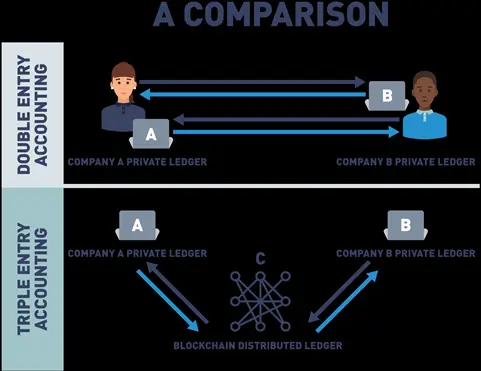 A COMPARISON
DOUBLE ENTRY
ACCOUNTING
B
A
COMPANY A PRIVATE LEDGER
COMPANY B PRIVATE LEDGER
TRIPLE ENTRY
ACCOUNTING
A
B
COMPANY A PRIVATE LEDGER
COMPANY B PRIVATE LEDGER
C
BLOCKCHAIN DISTRIBUTED LEDGER